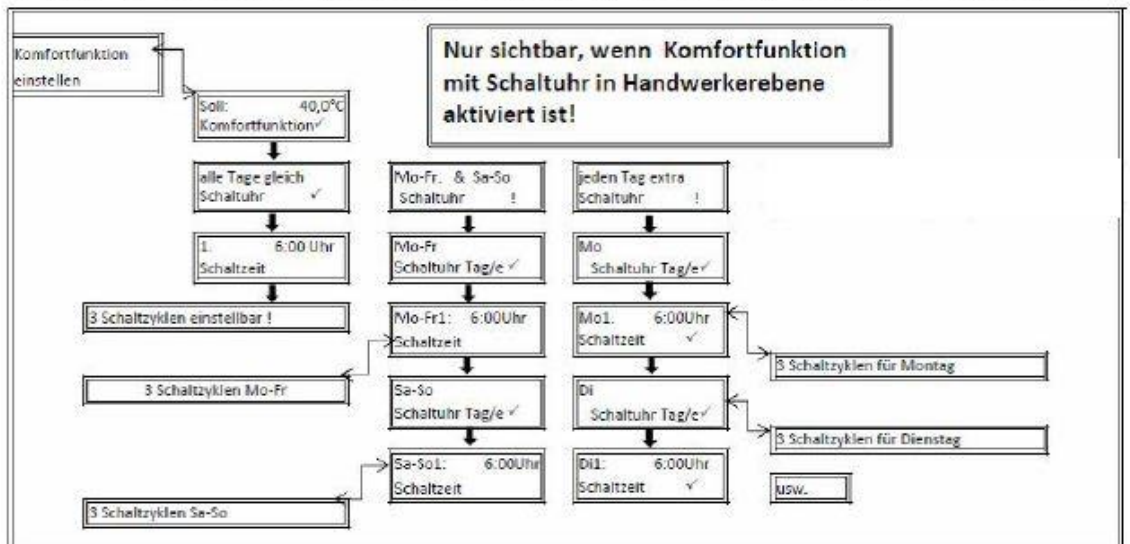 Komfortfunktion
einstellen
Nur sichtbar, wenn Komfortfunktion
mit Schaltuhr in Handwerkerebene
aktiviert ist!
Soll: 40,0°C
Komfortfunktion✓
alle Tage gleich
Schaltuhr ✓
1. 6:00 Uhr
Schaltzeit
3 Schaltzyklen einstellbar !
Mo-Fr. & Sa-So
Schaltuhr !
Mo-Fr
Schaltuhr Tag/e ✓
Mo-Fr1: 6:00Uhr
Schaltzeit
3 Schaltzyklen Mo-Fr
Sa-So
Schaltuhr Tag/e ✓
Sa-So1: 6:00Uhr
Schaltzeit
3 Schaltzyklen Sa-So
jeden Tag extra
Schaltuhr !
Mo
Schaltuhr Tag/e✓
Mo1. 6:00Uhr
Schaltzeit ✓
3 Schaltzyklen für Montag
Di
Schaltuhr Tag/e✓
3 Schaltzyklen für Dienstag
Di1: 6:00Uhr
Schaltzeit ✓
usw.